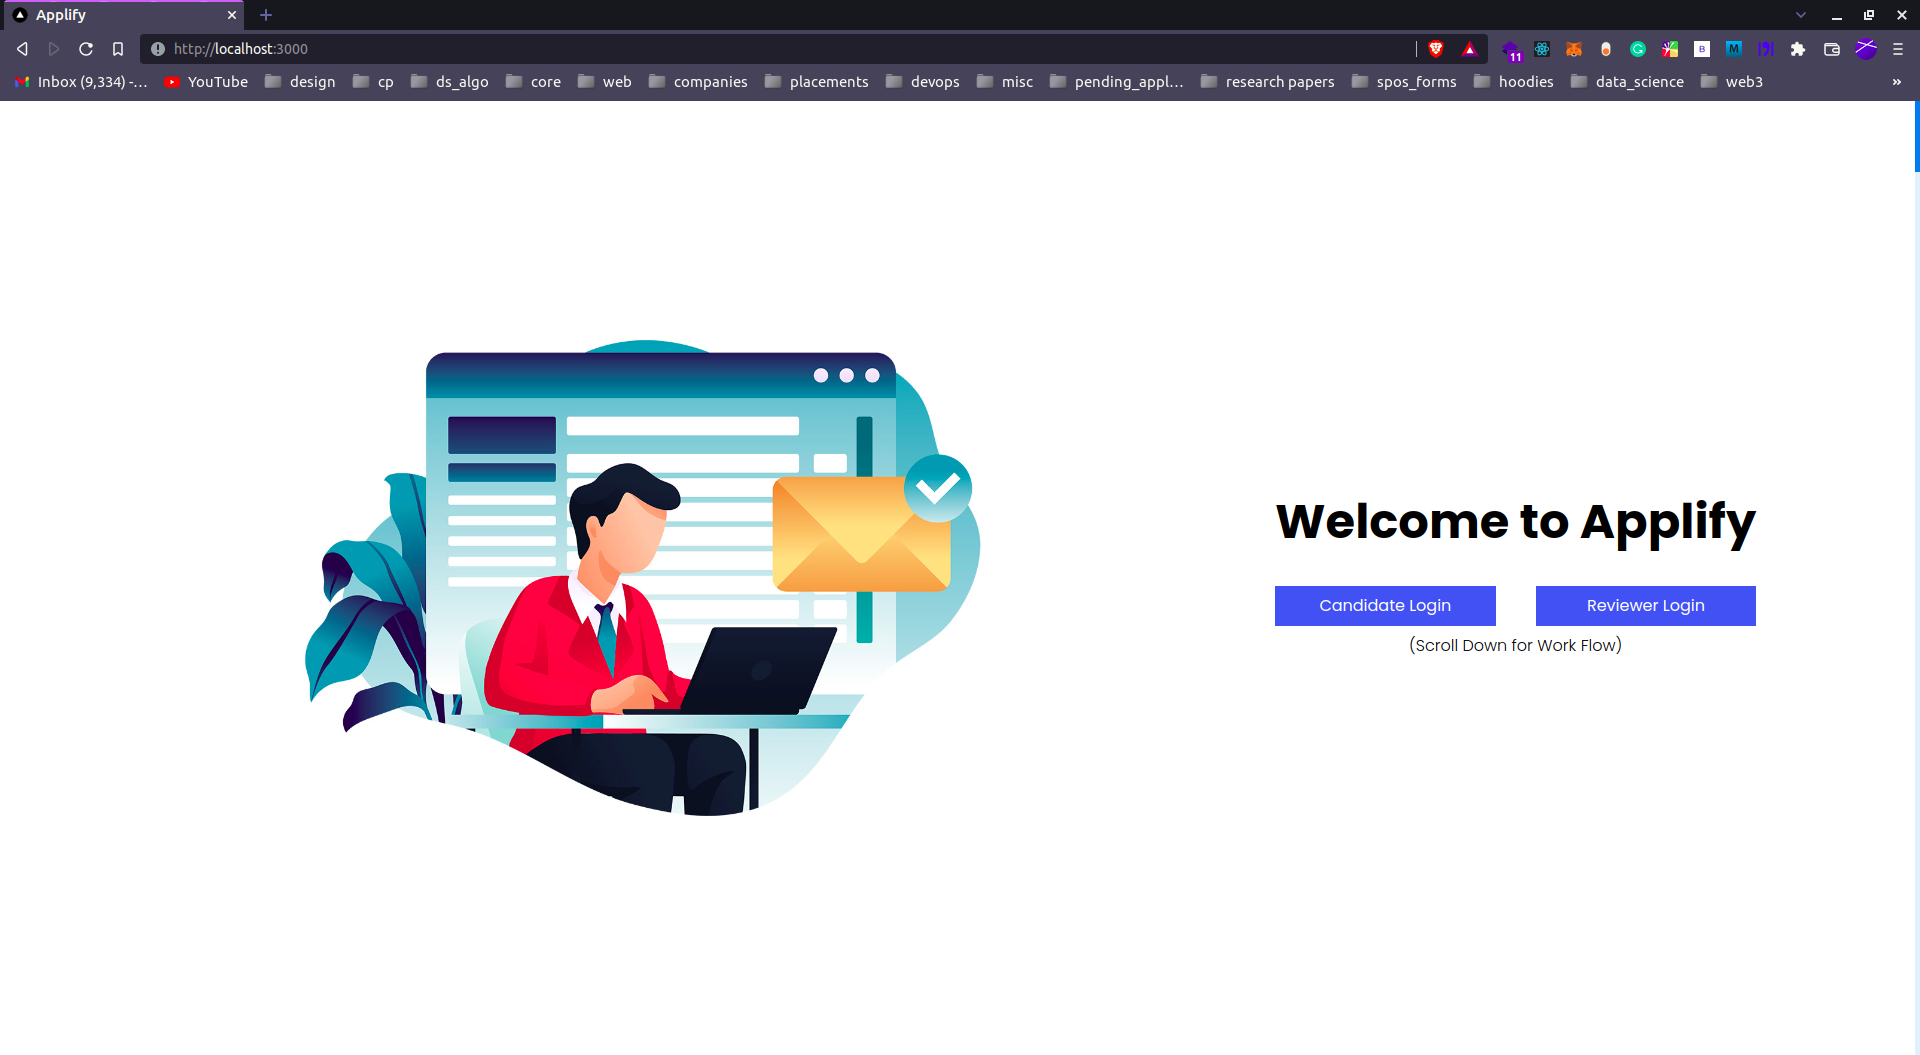 Applify
http://localhost:3000
11
B
M
Inbox (9,334) -... YouTube design cp ds_algo core web companies placements devops misc pending_appl... research papers spos_forms hoodies data_science web3 »
Welcome to Applify
Candidate Login Reviewer Login
(Scroll Down for Work Flow)